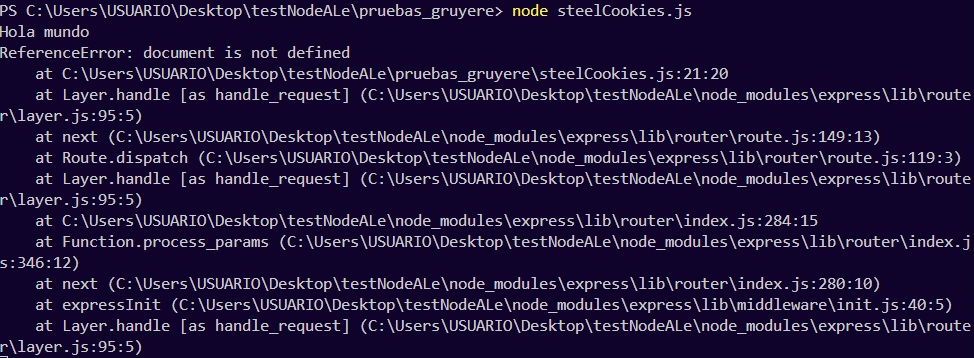 PS C:\Users\USUARIO\Desktop\testNodeALe\pruebas_gruyere> node steelCookies.js
Hola mundo
ReferenceError: document is not defined
    at C:\Users\USUARIO\Desktop\testNodeALe\pruebas_gruyere\steelCookies.js:21:20
    at Layer.handle [as handle_request] (C:\Users\USUARIO\Desktop\testNodeALe\node_modules\express\lib\route
r\layer.js:95:5)
    at next (C:\Users\USUARIO\Desktop\testNodeALe\node_modules\express\lib\router\route.js:149:13)
    at Route.dispatch (C:\Users\USUARIO\Desktop\testNodeALe\node_modules\express\lib\router\route.js:119:3)
    at Layer.handle [as handle_request] (C:\Users\USUARIO\Desktop\testNodeALe\node_modules\express\lib\route
r\layer.js:95:5)
    at C:\Users\USUARIO\Desktop\testNodeALe\node_modules\express\lib\router\index.js:284:15
    at Function.process_params (C:\Users\USUARIO\Desktop\testNodeALe\node_modules\express\lib\router\index.j
s:346:12)
    at next (C:\Users\USUARIO\Desktop\testNodeALe\node_modules\express\lib\router\index.js:280:10)
    at expressInit (C:\Users\USUARIO\Desktop\testNodeALe\node_modules\express\lib\middleware\init.js:40:5)
    at Layer.handle [as handle_request] (C:\Users\USUARIO\Desktop\testNodeALe\node_modules\express\lib\route
r\layer.js:95:5)